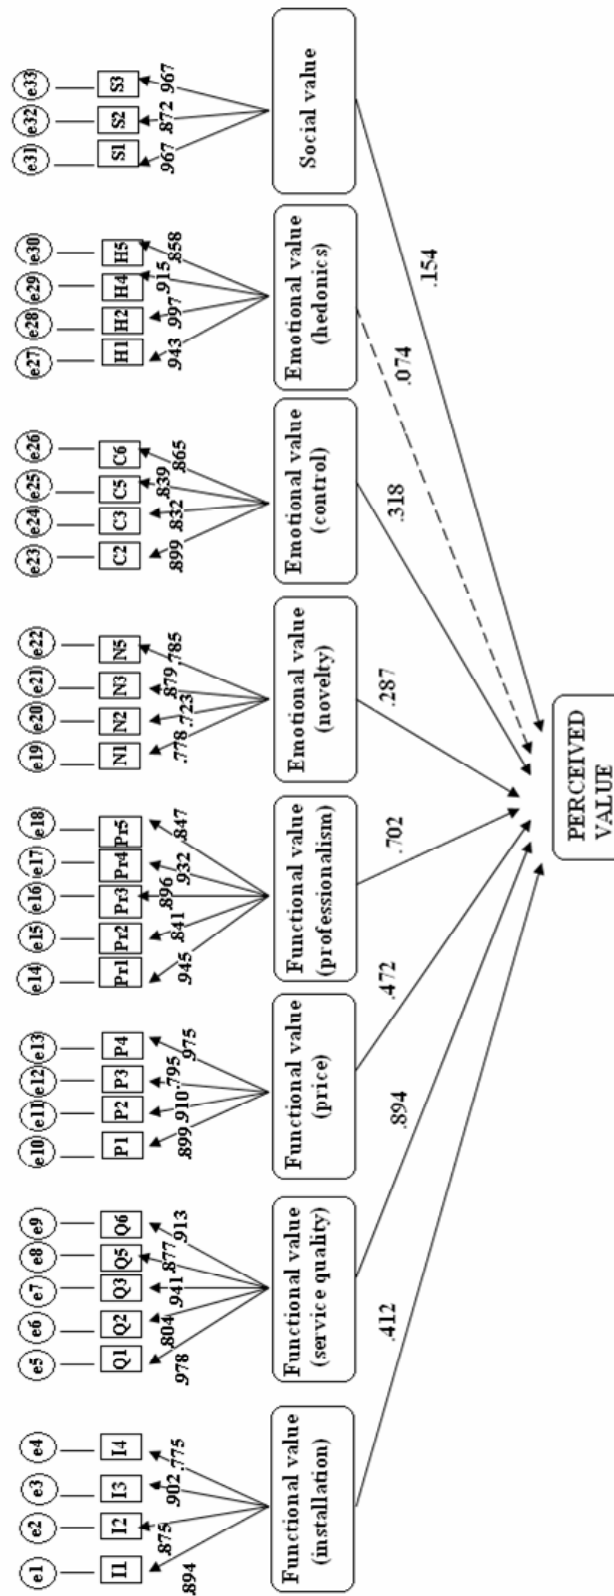 e1 e2 e3 e4 e5 e6 e7 e8 e9 e10 e11 e12 e13 e14 e15 e16 e17 e18 e19 e20 e21 e22 e23 e24 e25 e26 e27 e28 e29 e30 e31 e32 e33
I1 I2 I3 I4 Q1 Q2 Q3 Q5 Q6 P1 P2 P3 P4 Pr1 Pr2 Pr3 Pr4 Pr5 N1 N2 N3 N5 C2 C3 C5 C6 H1 H2 H4 H5 S1 S2 S3
.894 .875 .902 .775 .978 .804 .941 .877 .913 .899 .910 .795 .975 .945 .841 .896 .932 .847 .778 .723 .879 .785 .899 .832 .839 .865 .943 .997 .915 .858 .967 .872 .967
Functional value
(installation)
Functional value
(service quality)
Functional value
(price)
Functional value
(professionalism)
Emotional value
(novelty)
Emotional value
(control)
Emotional value
(hedonics)
Social value
.412 .894 .472 .702 .287 .318 .074 .154
PERCEIVED
VALUE